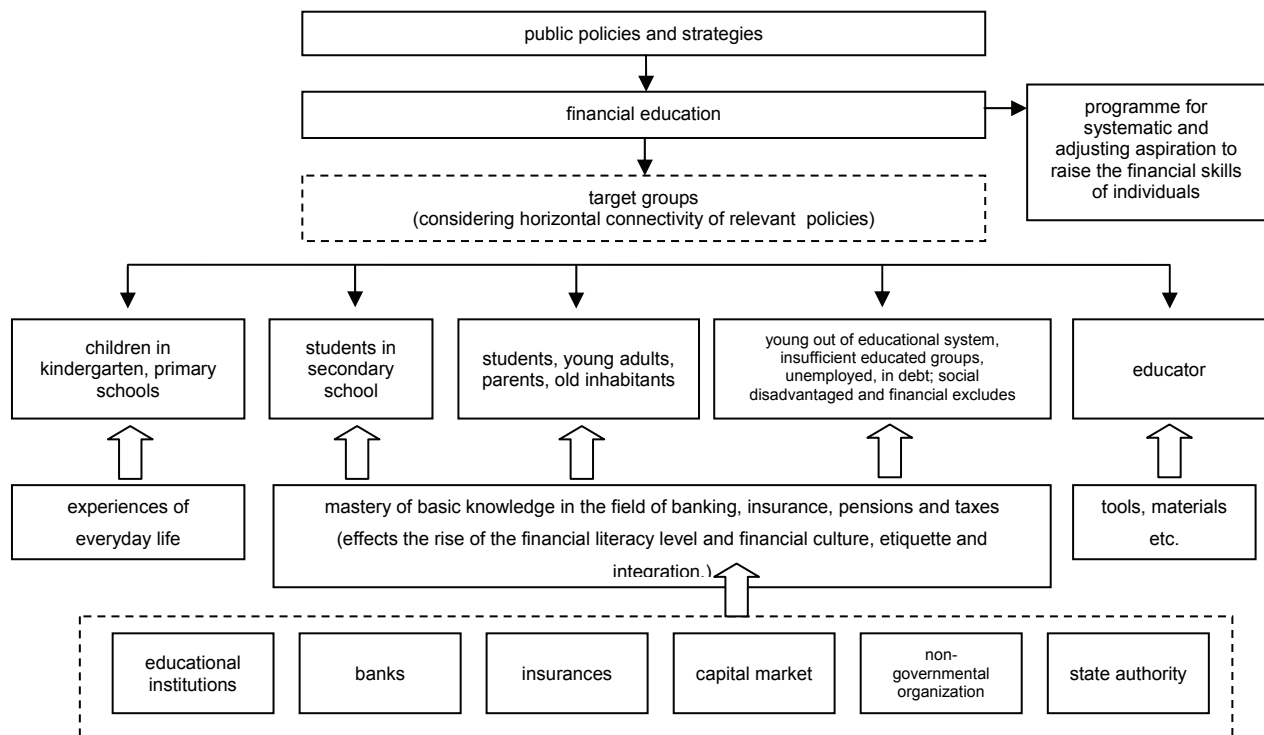 public policies and strategies
financial education
programme for
systematic and
adjusting aspiration to
raise the financial skills
of individuals
target groups
(considering horizontal connectivity of relevant policies)
children in
kindergarten, primary
schools
students in
secondary
school
students, young adults,
parents, old inhabitants
young out of educational system,
insufficient educated groups,
unemployed, in debt; social
disadvantaged and financial excludes
educator
experiences of
everyday life
mastery of basic knowledge in the field of banking, insurance, pensions and taxes
(effects the rise of the financial literacy level and financial culture, etiquette and
integration.)
tools, materials
etc.
educational
institutions
banks
insurances
capital market
non-
governmental
organization
state authority